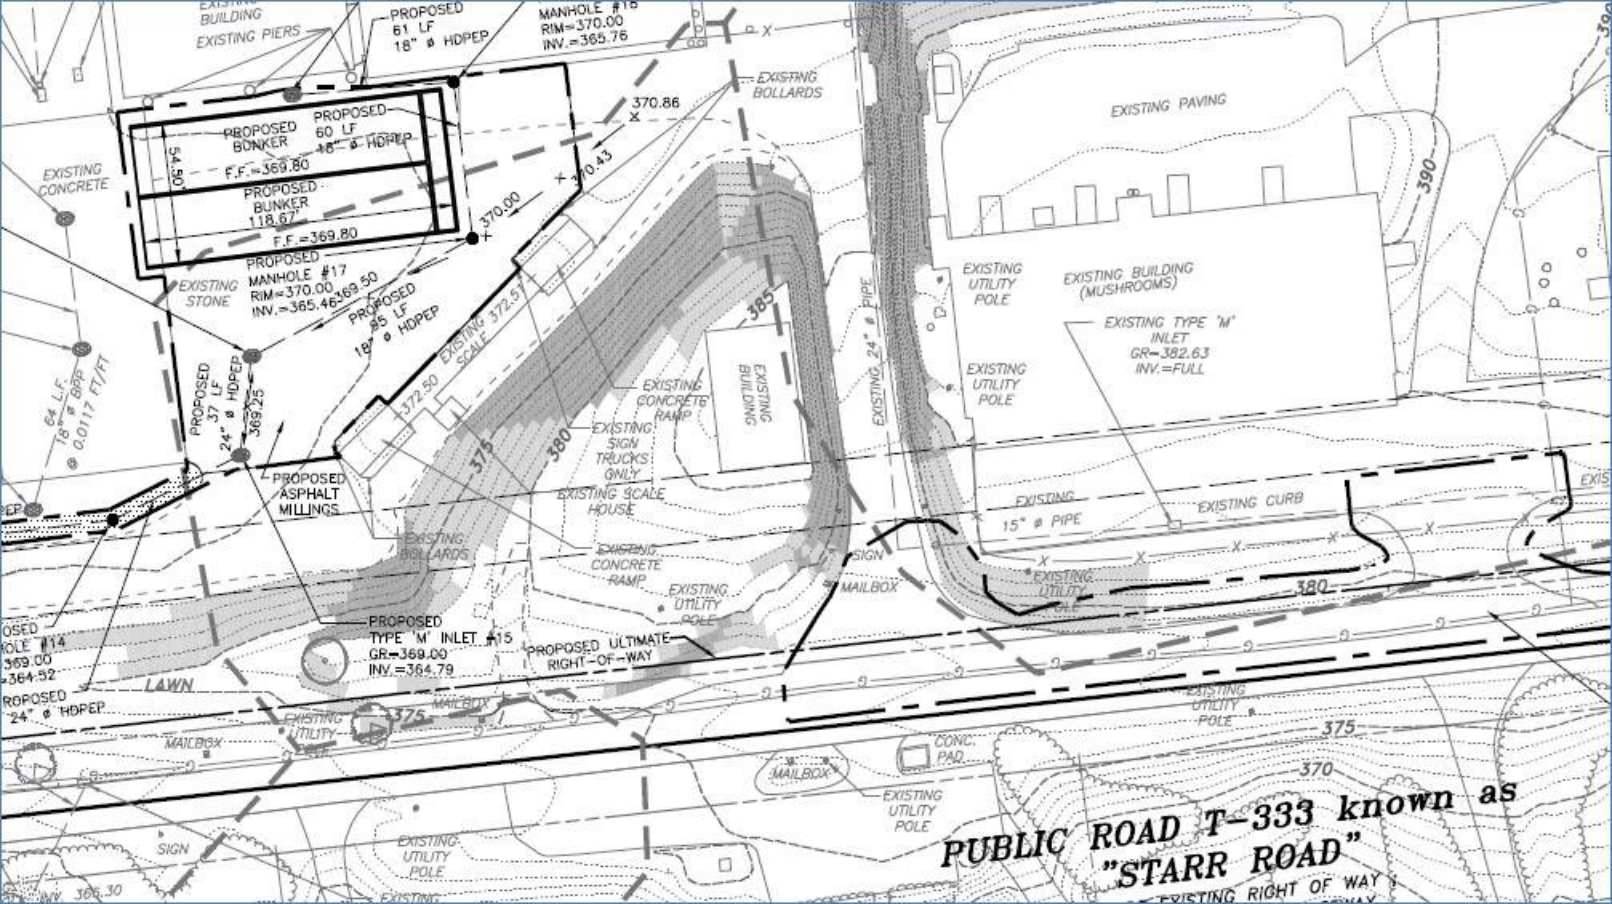 EXISTING
BUILDING
EXISTING PIERS
PROPOSED
61 LF
18" ø HDPEP
MANHOLE #16
RIM=370.00
INV.=365.76
EXISTING
BOLLARDS
370.86
370.43
370.00
EXISTING PAVING
390
EXISTING
CONCRETE
PROPOSED
BUNKER
F.F.=369.80
PROPOSED
60 LF
18" ø HDPEP
54.50'
PROPOSED
BUNKER
118.67'
F.F.=369.80
PROPOSED
MANHOLE #17
RIM=370.00
INV.=365.46
369.50
EXISTING
STONE
PROPOSED
85 LF
18" ø HDPEP
EXISTING 372.51
SCALE
372.50
385
EXISTING
BUILDING
EXISTING 24" ø PIPE
EXISTING
UTILITY
POLE
EXISTING BUILDING
(MUSHROOMS)
EXISTING TYPE 'M'
INLET
GR=382.63
INV.=FULL
EXISTING
UTILITY
POLE
64 L.F.
18" ø BPP
@ 0.0117 FT/FT
PROPOSED
37 LF
24" ø HDPEP
369.25
EXISTING
CONCRETE
RAMP
EXISTING
SIGN
TRUCKS
ONLY
EXISTING SCALE
HOUSE
375
380
PROPOSED
ASPHALT
MILLINGS
EXISTING
BOLLARDS
EXISTING
CONCRETE
RAMP
EXISTING
UTILITY
POLE
SIGN
MAILBOX
EXISTING
15" ø PIPE
EXISTING CURB
EXISTING
UTILITY
POLE
380
PROPOSED
TYPE 'M' INLET #15
GR=369.00
INV.=364.79
PROPOSED ULTIMATE
RIGHT-OF-WAY
#14
369.00
364.52
24" ø HDPEP
LAWN
MAILBOX
EXISTING
UTILITY
POLE
375
MAILBOX
SIGN
EXISTING
UTILITY
POLE
EXISTING
INV. 366.30
MAILBOX
CONC.
PAD
EXISTING
UTILITY
POLE
EXISTING
UTILITY
POLE
375
370
PUBLIC ROAD T-333 known as
"STARR ROAD"
EXISTING RIGHT OF WAY